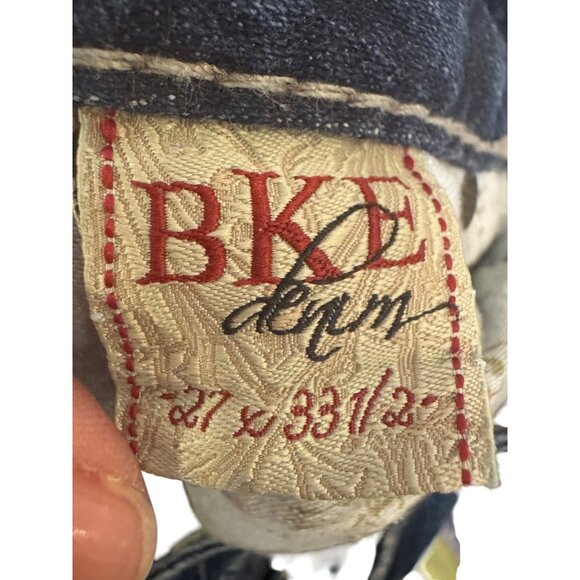 BKE
denim
-27 x 33 1/2-